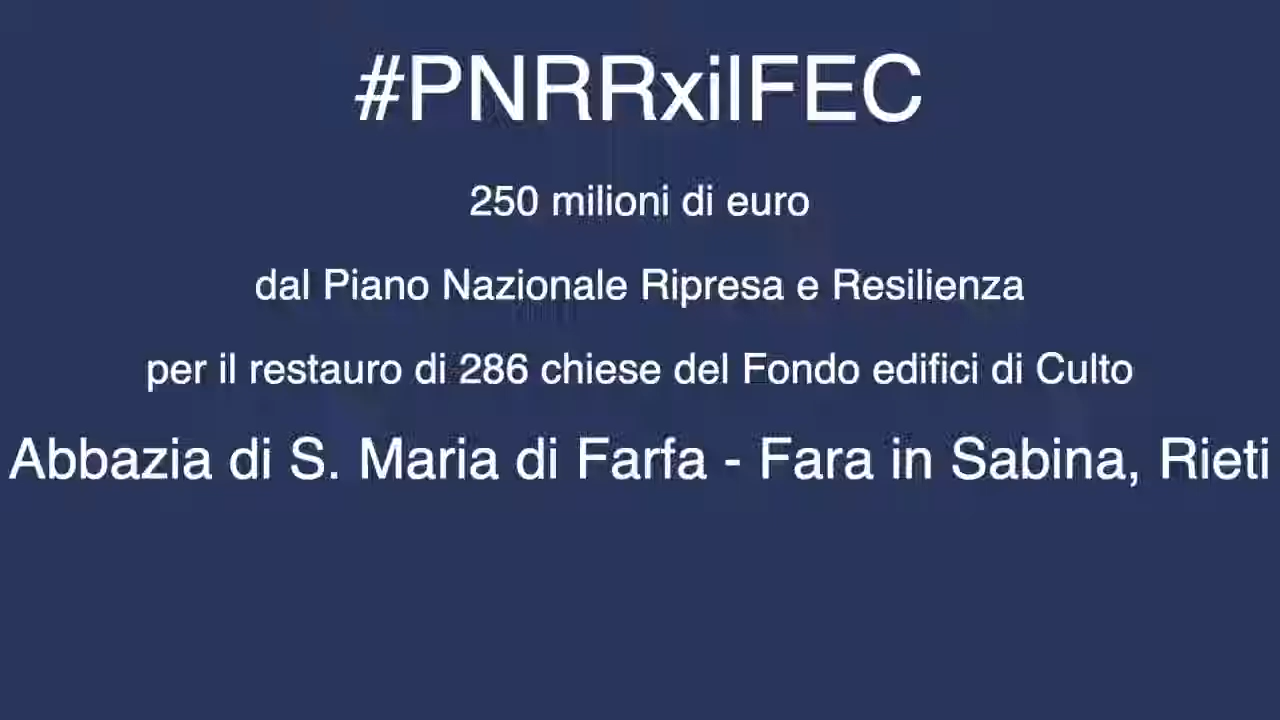 #PNRRxilFEC
250 milioni di euro
dal Piano Nazionale Ripresa e Resilienza
per il restauro di 286 chiese del Fondo edifici di Culto
Abbazia di S. Maria di Farfa - Fara in Sabina, Rieti